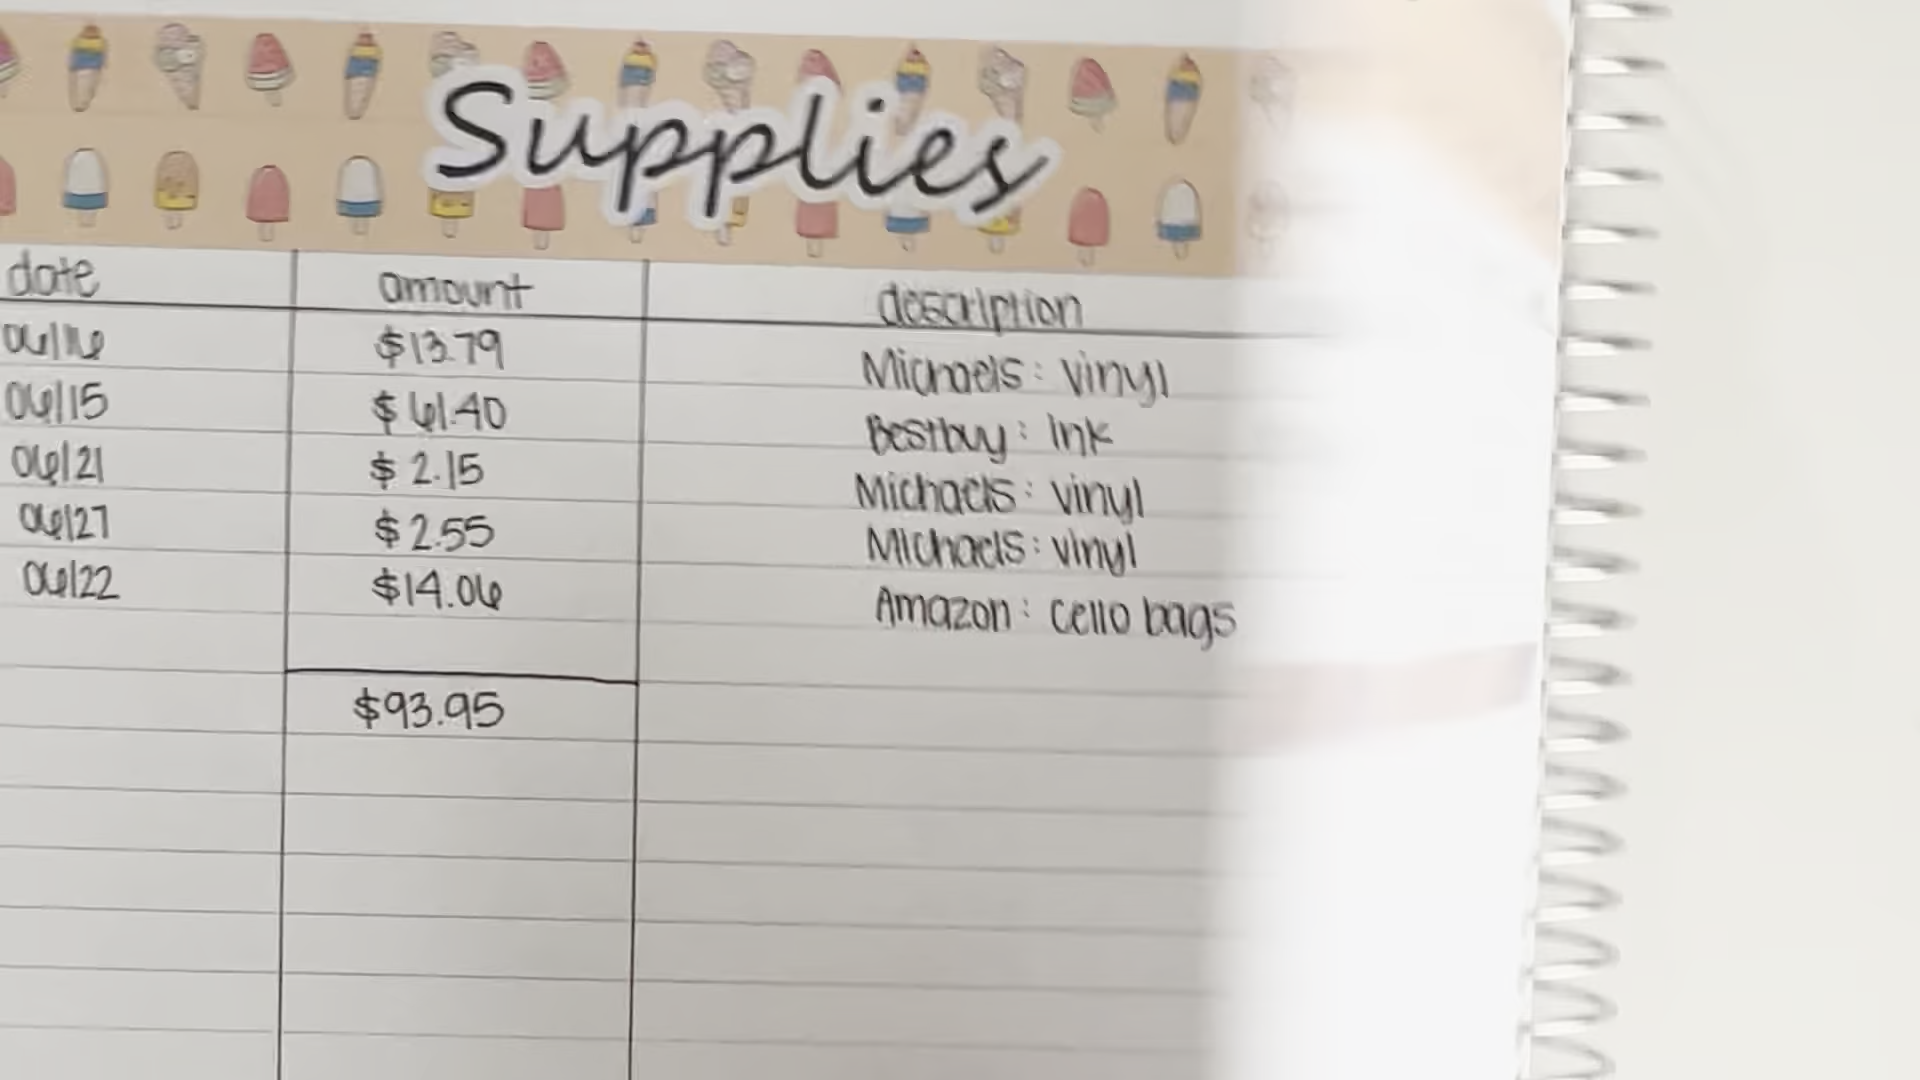 Supplies
date amount description
06/16 $13.79 Michaels: vinyl
06/15 $61.40 Bestbuy: Ink
06/21 $2.15 Michaels: vinyl
06/27 $2.55 Michaels: vinyl
06/22 $14.06 Amazon: cello bags
$93.95